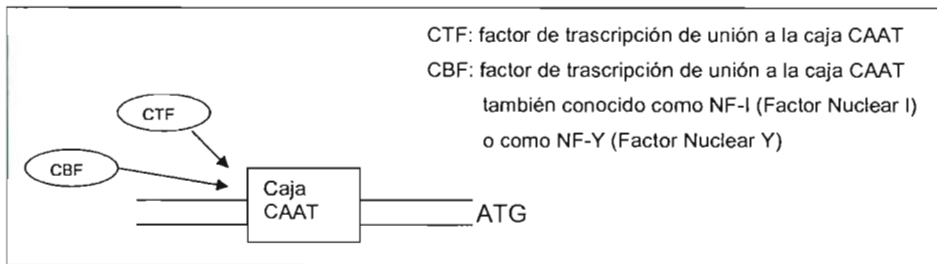 CTF: factor de trascripción de unión a la caja CAAT
CBF: factor de trascripción de unión a la caja CAAT
también conocido como NF-I (Factor Nuclear I)
o como NF-Y (Factor Nuclear Y)
CTF
CBF
Caja
CAAT
ATG